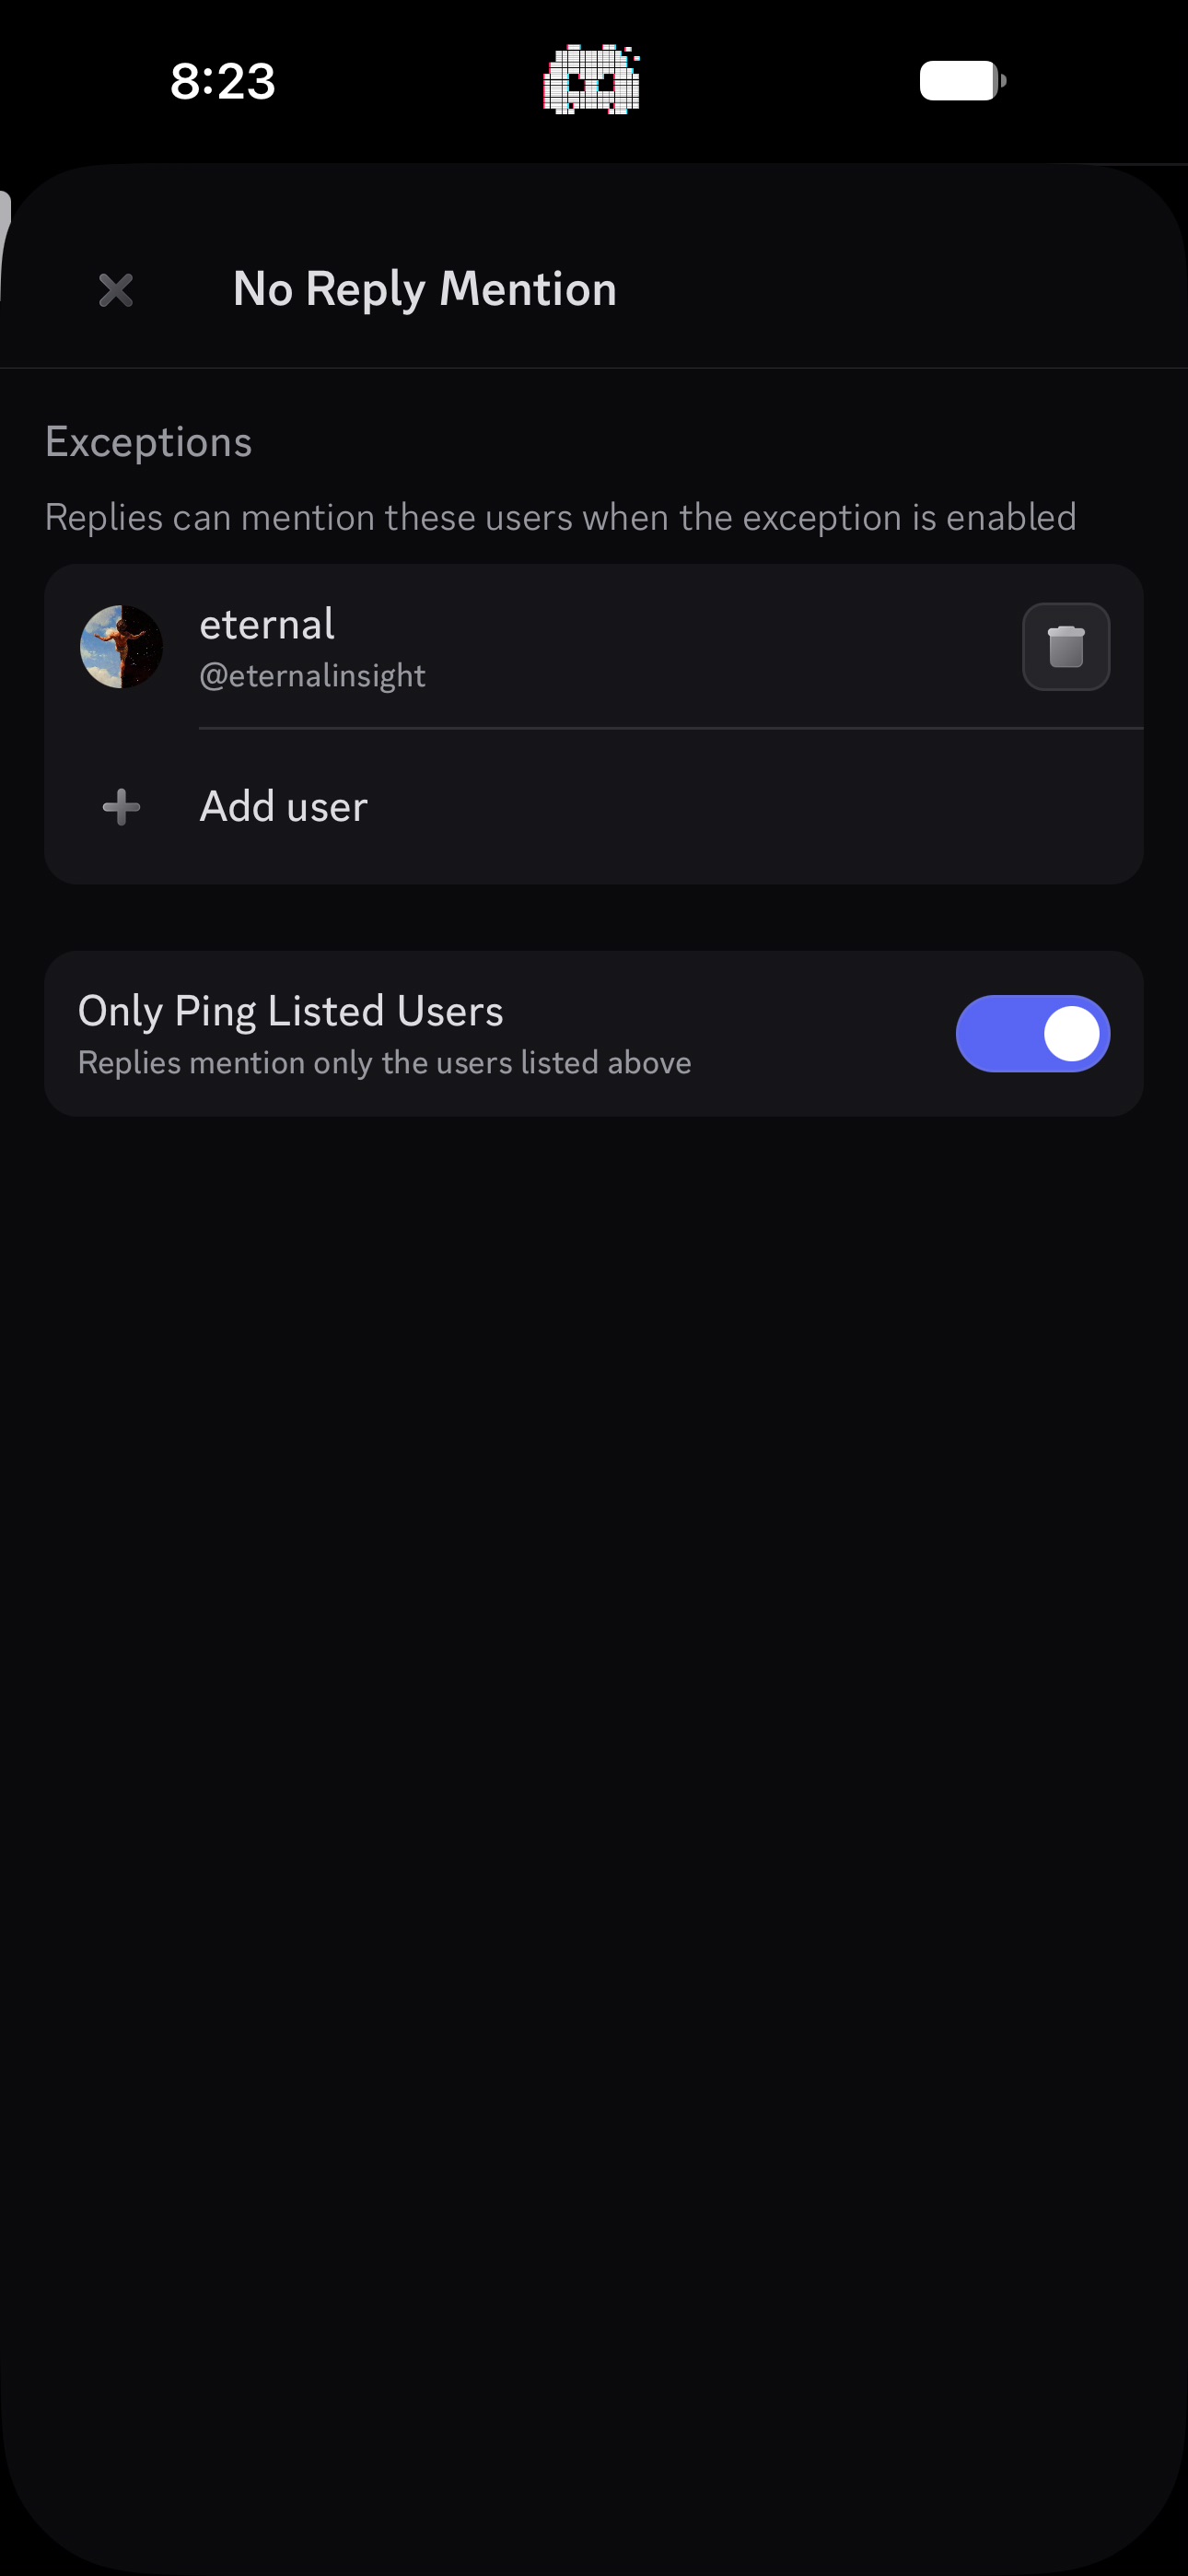 8:23
No Reply Mention
Exceptions
Replies can mention these users when the exception is enabled
eternal
@eternalinsight
Add user
Only Ping Listed Users
Replies mention only the users listed above